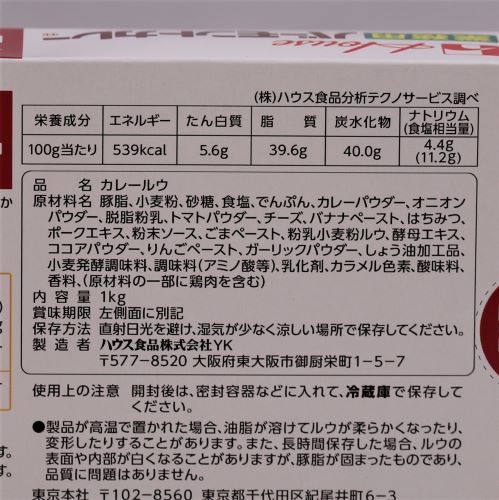 House
バーモントカレー
(株)ハウス食品分析テクノサービス調べ
栄養成分 エネルギー たん白質 脂 質 炭水化物 ナトリウム(食塩相当量)
100g当たり 539kcal 5.6g 39.6g 40.0g 4.4g(11.2g)
品名 カレールウ
原材料名 豚脂、小麦粉、砂糖、食塩、でんぷん、カレーパウダー、オニオン
パウダー、脱脂粉乳、トマトパウダー、チーズ、バナナペースト、はちみつ、
ポークエキス、粉末ソース、ごまペースト、粉乳小麦粉ルウ、酵母エキス、
ココアパウダー、りんごペースト、ガーリックパウダー、しょう油加工品、
小麦発酵調味料、調味料(アミノ酸等)、乳化剤、カラメル色素、酸味料、
香料、(原材料の一部に鶏肉を含む)
内容量 1kg
賞味期限 左側面に別記
保存方法 直射日光を避け、湿気が少なく涼しい場所で保存してください。
製造者 ハウス食品株式会社YK
〒577-8520 大阪府東大阪市御厨栄町1-5-7
使用上の注意 開封後は、密封容器などに入れて、冷蔵庫で保存して
ください。
●製品が高温で置かれた場合、油脂が溶けてルウが柔らかくなったり、
変形したりすることがあります。また、長時間保存した場合、ルウの
表面や内部が白くなることがありますが、豚脂が固まったものであり、
品質に問題はありません。
東京本社 〒102-8560 東京都千代田区紀尾井町6-3